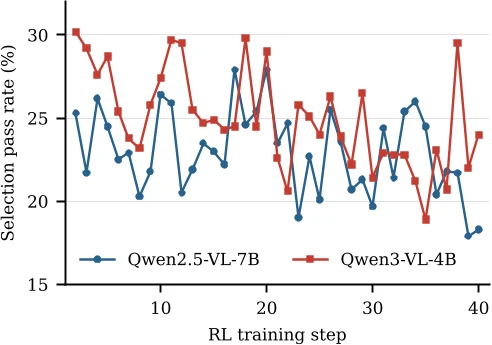 Selection pass rate (%)
30
25
20
15
Qwen2.5-VL-7B
Qwen3-VL-4B
10
20
30
40
RL training step